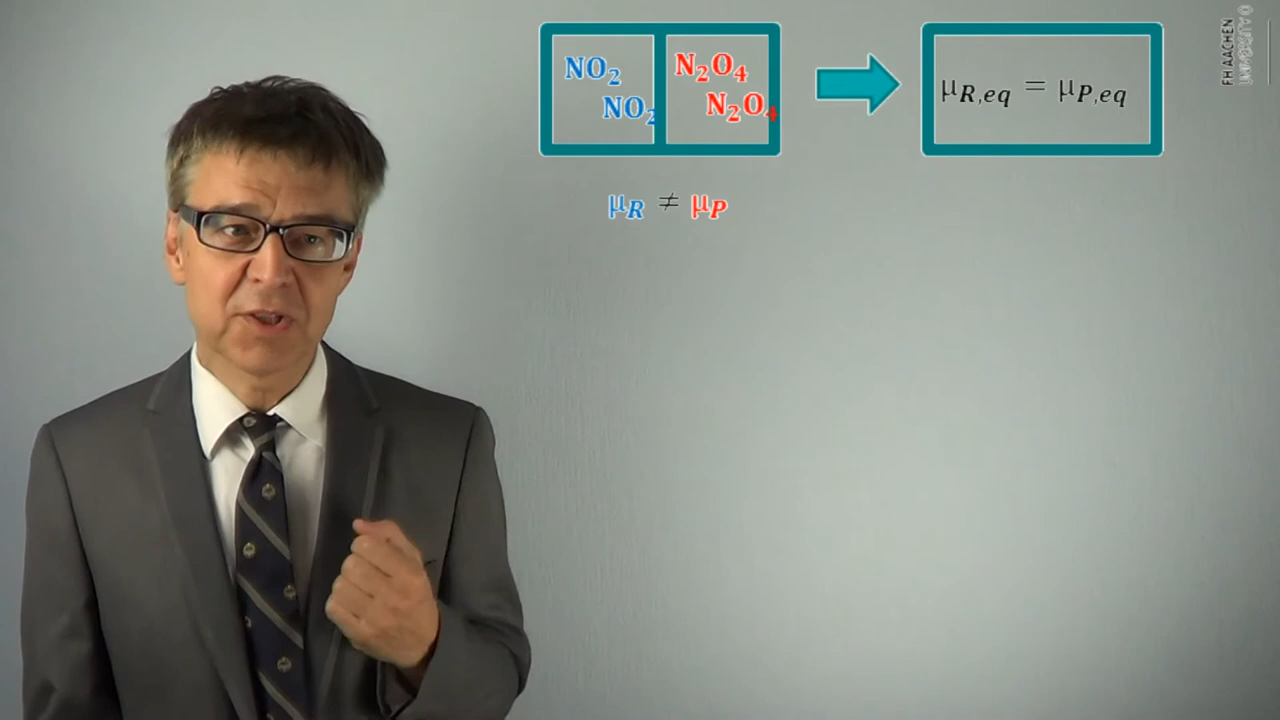 NO₂ N₂O₄
NO₂ N₂O₄
μR,eq = μP,eq
μR ≠ μP
FH AACHEN